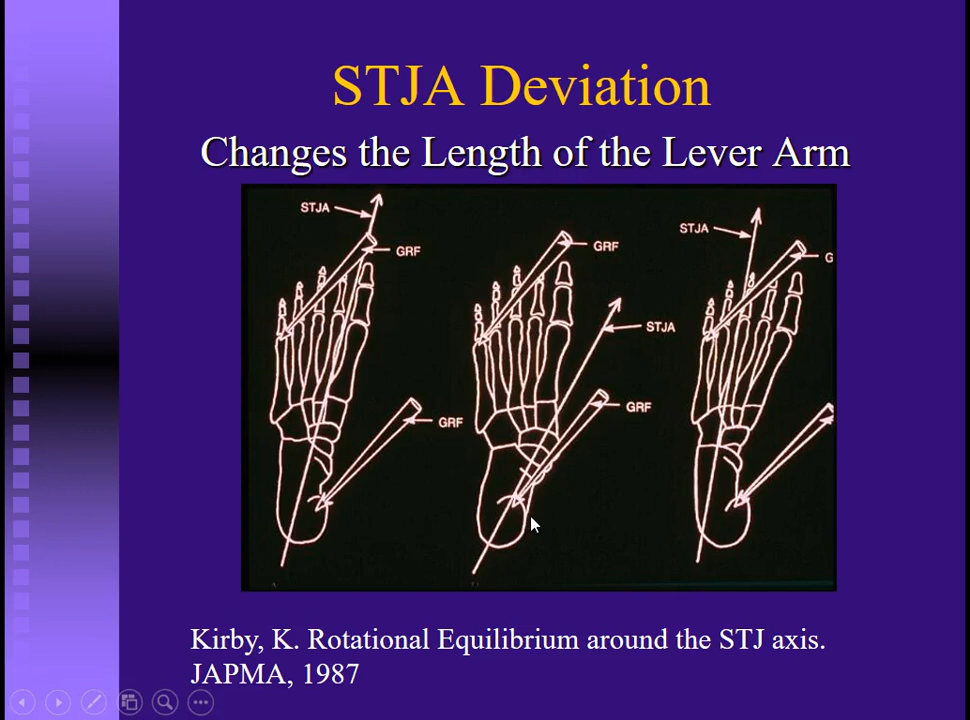 STJA Deviation
Changes the Length of the Lever Arm
STJA
GRF
GRF
GRF
STJA
GRF
STJA
G
Kirby, K. Rotational Equilibrium around the STJ axis.
JAPMA, 1987